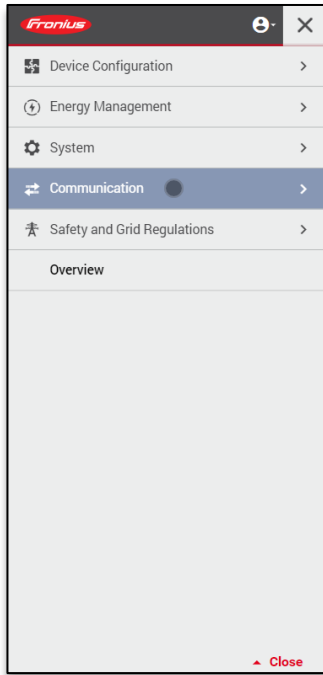 Fronius
Device Configuration
Energy Management
System
Communication
Safety and Grid Regulations
Overview
Close